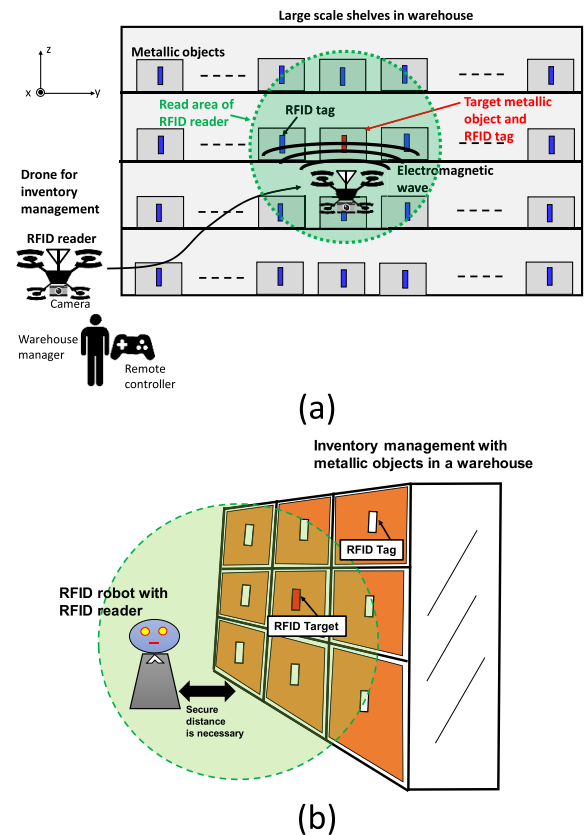 Large scale shelves in warehouse
Metallic objects
z
x
y
Read area of
RFID reader
RFID tag
Target metallic
object and
RFID tag
Electromagnetic
wave
Drone for
inventory
management
RFID reader
Camera
Warehouse
manager
Remote
controller
(a)
Inventory management with
metallic objects in a warehouse
RFID Tag
RFID robot with
RFID reader
RFID Target
Secure
distance
is necessary
(b)